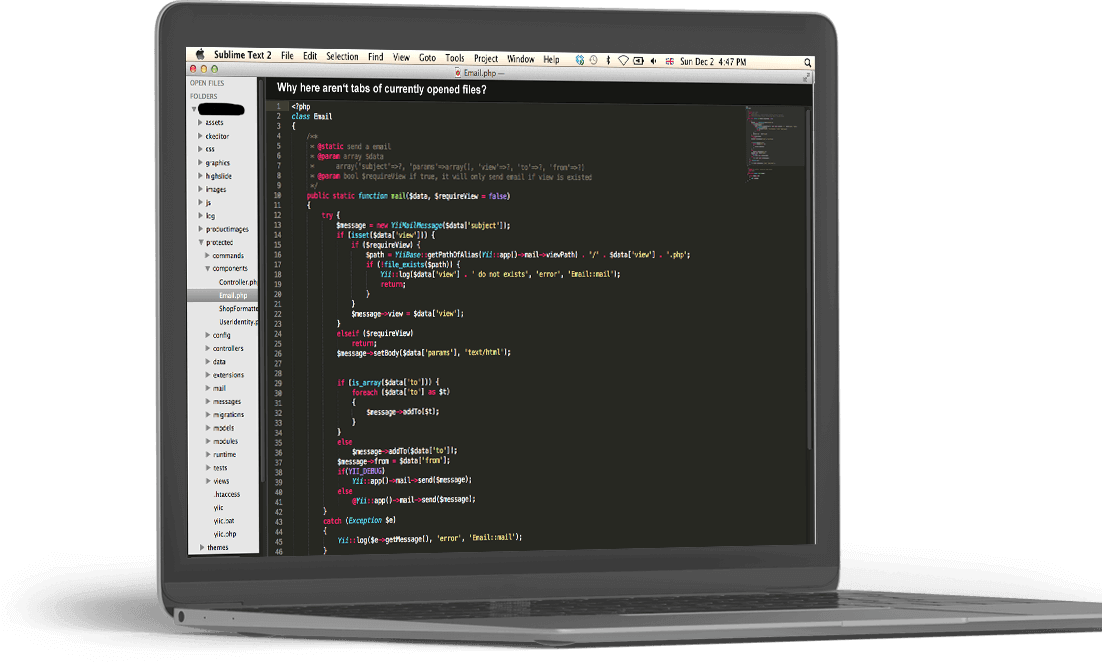 Sublime Text 2 File Edit Selection Find View Goto Tools Project Window Help Sun Dec 2 4:47 PM
Email.php —
OPEN FILES
FOLDERS
assets
ckeditor
css
graphics
highslide
images
js
log
productimages
protected
commands
components
Controller.ph
Email.php
ShopFormatte
UserIdentity.p
config
controllers
data
extensions
mail
messages
migrations
models
modules
runtime
tests
views
.htaccess
yiic
yiic.bat
yiic.php
themes
Why here aren't tabs of currently opened files?
1 <?php
2 class Email
3 {
4 /**
5 * @static send a email
6 * @param array $data
7 * array('subject'=>?, 'params'=>array(), 'view'=>?, 'to'=>?, 'from'=>?)
8 * @param bool $requireView if true, it will only send email if view is existed
9 */
10 public static function mail($data, $requireView = false)
11 {
12 try {
13 $message = new YiiMailMessage($data['subject']);
14 if (isset($data['view'])) {
15 if ($requireView) {
16 $path = YiiBase::getPathOfAlias(Yii::app()->mail->viewPath) . '/' . $data['view'] . '.php';
17 if (!file_exists($path)) {
18 Yii::log($data['view'] . ' do not exists', 'error', 'Email::mail');
19 return;
20 }
21 }
22 $message->view = $data['view'];
23 }
24 elseif ($requireView)
25 return;
26 $message->setBody($data['params'], 'text/html');
27
28
29 if (is_array($data['to'])) {
30 foreach ($data['to'] as $t)
31 {
32 $message->addTo($t);
33 }
34 }
35 else
36 $message->addTo($data['to']);
37 $message->from = $data['from'];
38 if(YII_DEBUG)
39 Yii::app()->mail->send($message);
40 else
41 @Yii::app()->mail->send($message);
42 }
43 catch (Exception $e)
44 {
45 Yii::log($e->getMessage(), 'error', 'Email::mail');
46 }